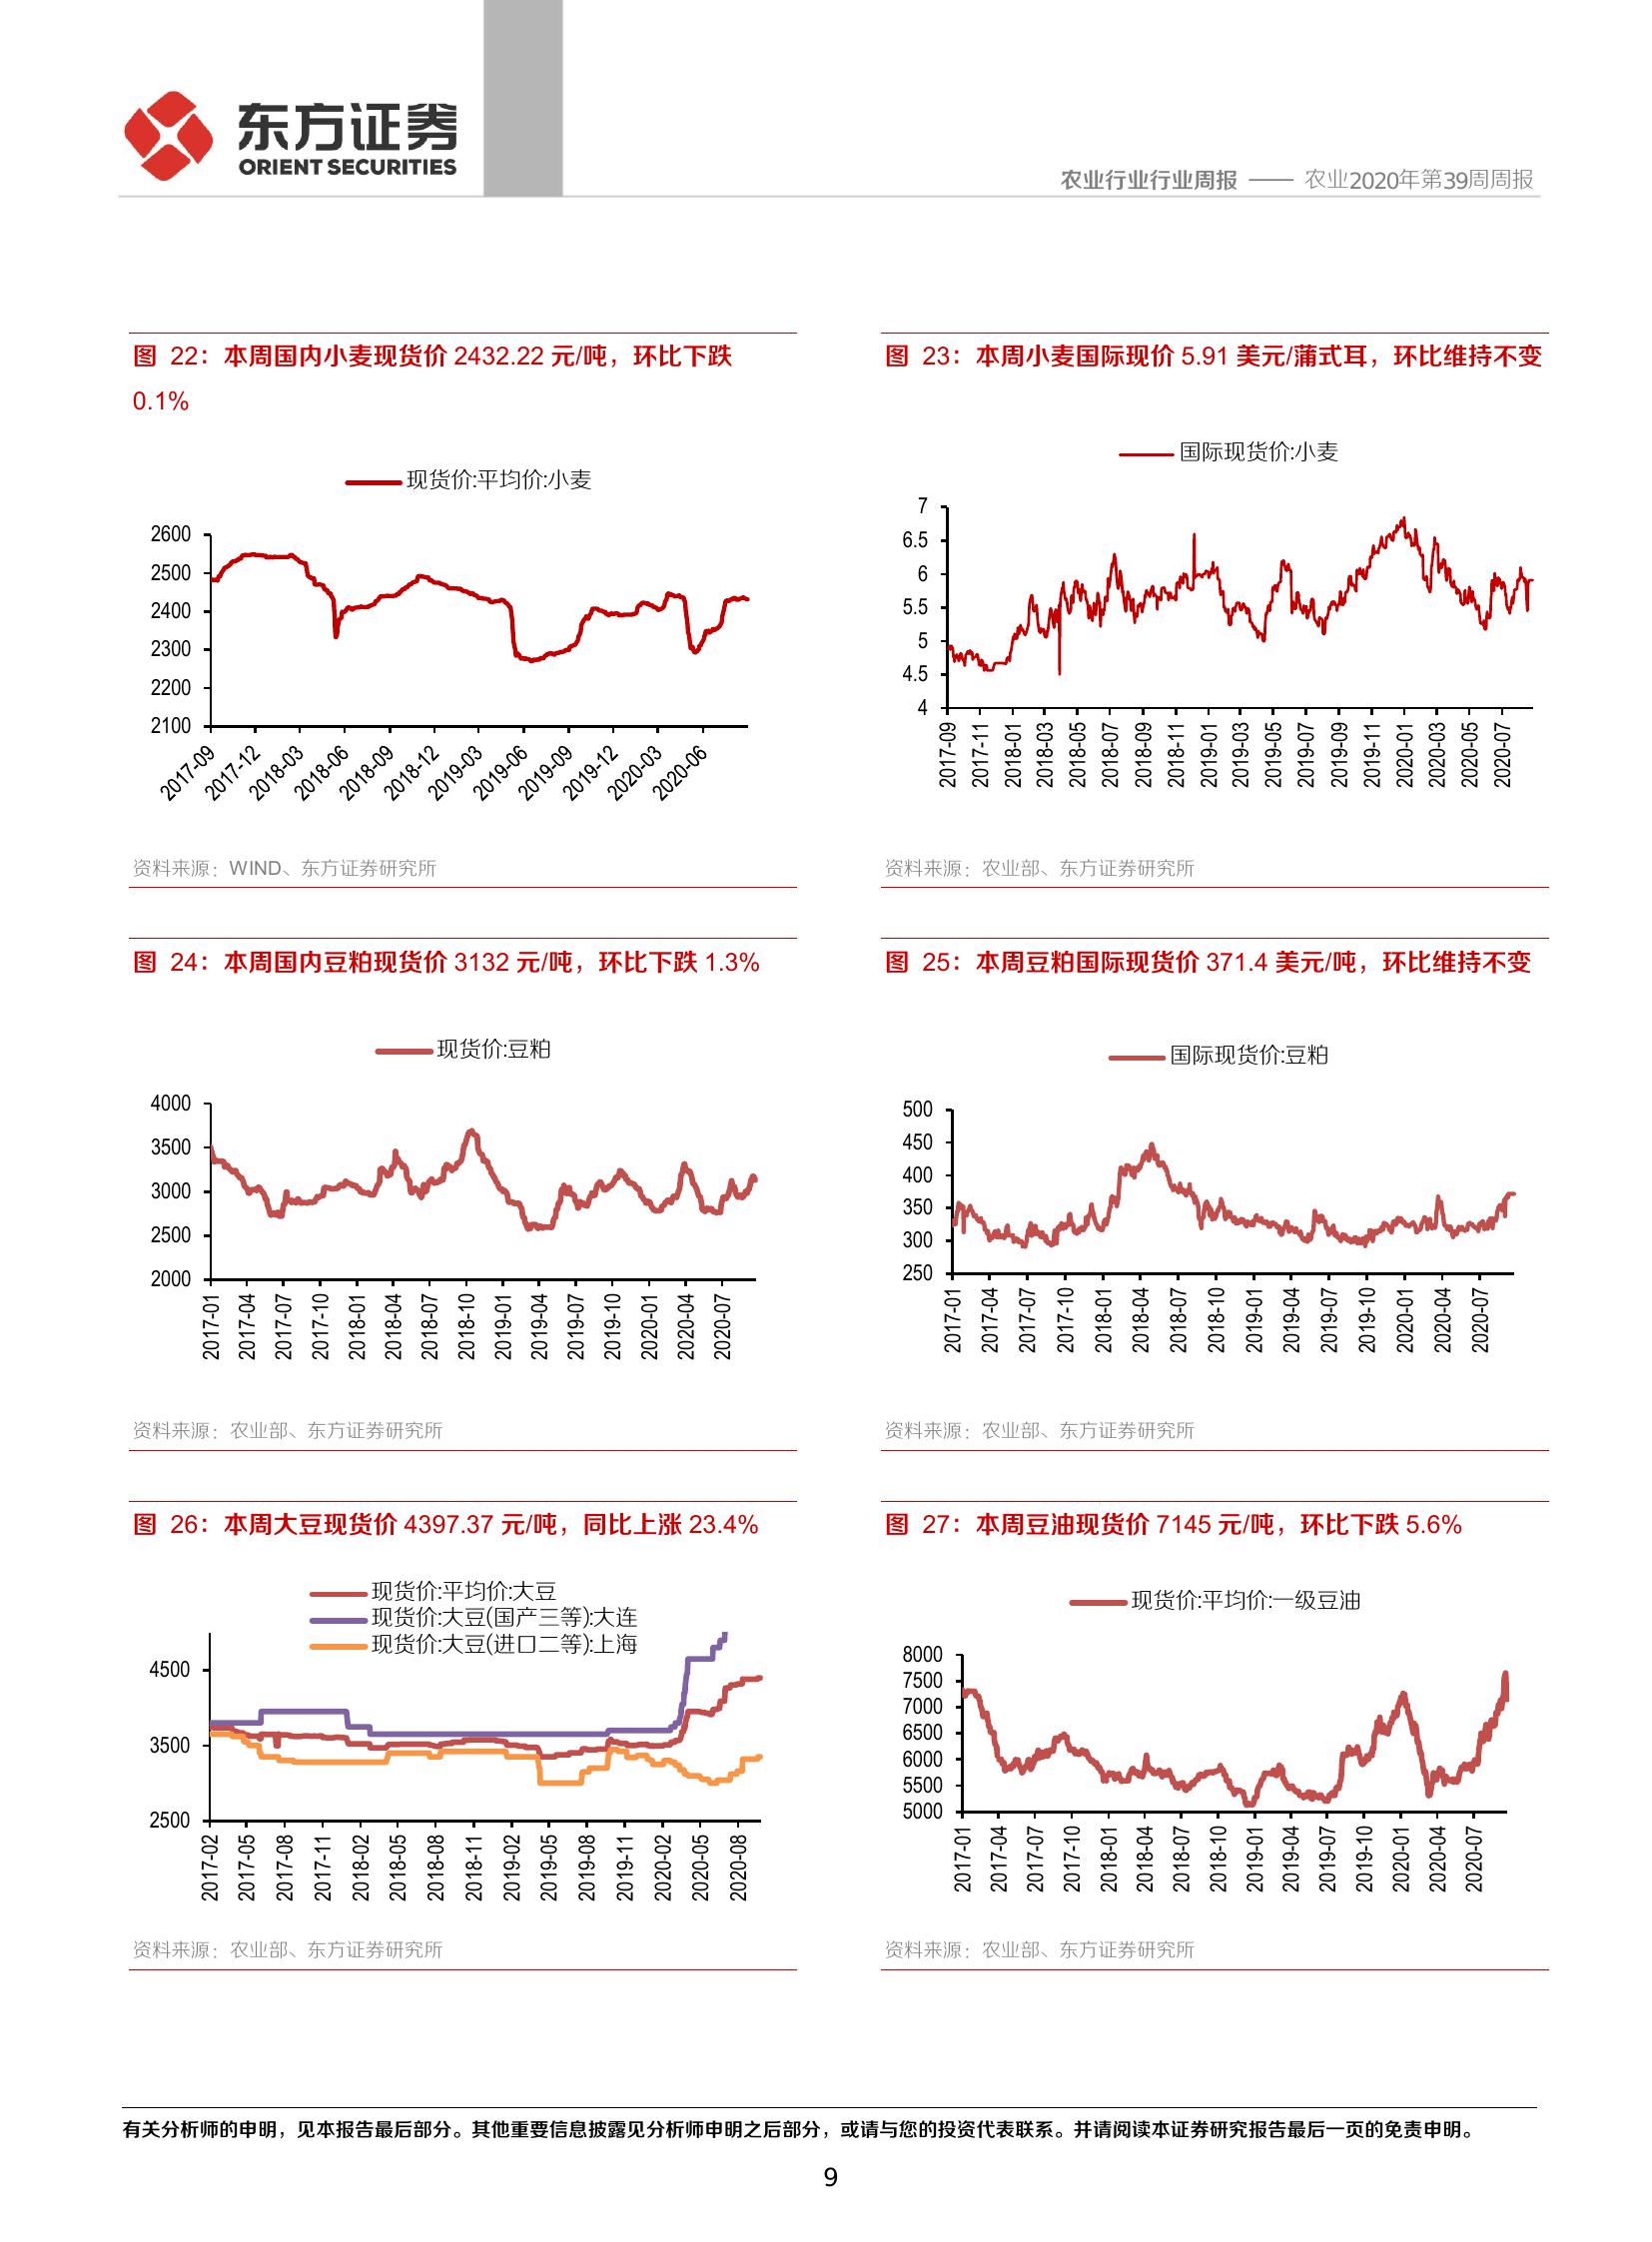 东方证券
ORIENT SECURITIES
农业行业行业周报 —— 农业2020年第39周周报
图 22：本周国内小麦现货价 2432.22 元/吨，环比下跌
0.1%
现货价:平均价:小麦
2600
2500
2400
2300
2200
2100
2017-09 2017-12 2018-03 2018-06 2018-09 2018-12 2019-03 2019-06 2019-09 2019-12 2020-03 2020-06
资料来源：WIND、东方证券研究所
图 23：本周小麦国际现价 5.91 美元/蒲式耳，环比维持不变
国际现货价:小麦
7
6.5
6
5.5
5
4.5
4
2017-09 2017-11 2018-01 2018-03 2018-05 2018-07 2018-09 2018-11 2019-01 2019-03 2019-05 2019-07 2019-09 2019-11 2020-01 2020-03 2020-05 2020-07
资料来源：农业部、东方证券研究所
图 24：本周国内豆粕现货价 3132 元/吨，环比下跌 1.3%
现货价:豆粕
4000
3500
3000
2500
2000
2017-01 2017-04 2017-07 2017-10 2018-01 2018-04 2018-07 2018-10 2019-01 2019-04 2019-07 2019-10 2020-01 2020-04 2020-07
资料来源：农业部、东方证券研究所
图 25：本周豆粕国际现货价 371.4 美元/吨，环比维持不变
国际现货价:豆粕
500
450
400
350
300
250
2017-01 2017-04 2017-07 2017-10 2018-01 2018-04 2018-07 2018-10 2019-01 2019-04 2019-07 2019-10 2020-01 2020-04 2020-07
资料来源：农业部、东方证券研究所
图 26：本周大豆现货价 4397.37 元/吨，同比上涨 23.4%
现货价:平均价:大豆
现货价:大豆(国产三等):大连
现货价:大豆(进口二等):上海
4500
3500
2500
2017-02 2017-05 2017-08 2017-11 2018-02 2018-05 2018-08 2018-11 2019-02 2019-05 2019-08 2019-11 2020-02 2020-05 2020-08
资料来源：农业部、东方证券研究所
图 27：本周豆油现货价 7145 元/吨，环比下跌 5.6%
现货价:平均价:一级豆油
8000
7500
7000
6500
6000
5500
5000
2017-01 2017-04 2017-07 2017-10 2018-01 2018-04 2018-07 2018-10 2019-01 2019-04 2019-07 2019-10 2020-01 2020-04 2020-07
资料来源：农业部、东方证券研究所
有关分析师的申明，见本报告最后部分。其他重要信息披露见分析师申明之后部分，或请与您的投资代表联系。并请阅读本证券研究报告最后一页的免责申明。
9